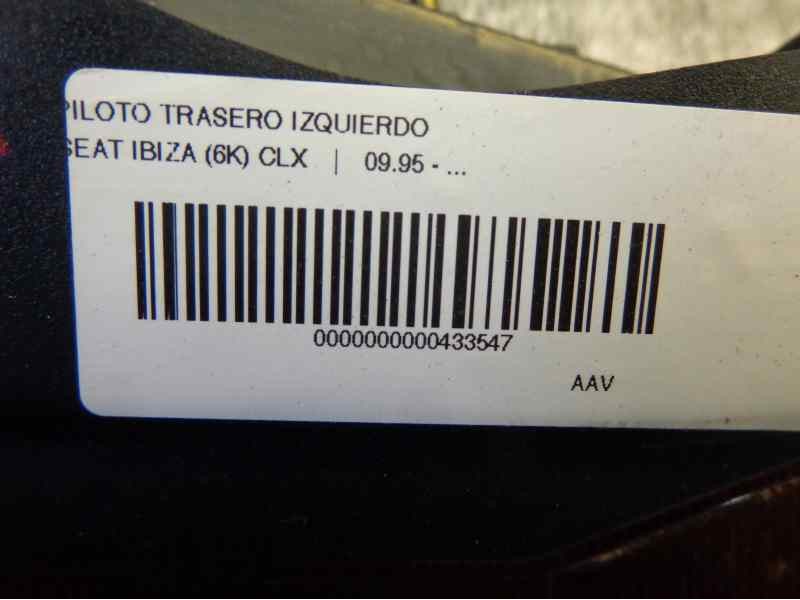 PILOTO TRASERO IZQUIERDO
SEAT IBIZA (6K) CLX | 09.95 - ...
0000000000433547
AAV